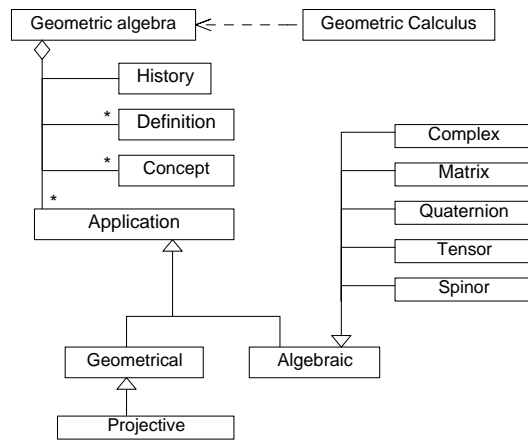 Geometric algebra
Geometric Calculus
History
* Definition
* Concept
*
Application
Complex
Matrix
Quaternion
Tensor
Spinor
Geometrical
Algebraic
Projective